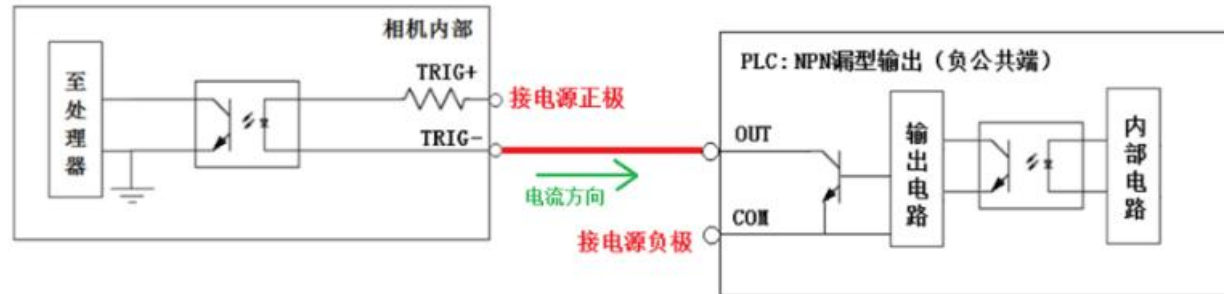 相机内部
至处理器
TRIG+
接电源正极
TRIG-
电流方向
PLC:NPN漏型输出（负公共端）
OUT
COM
接电源负极
输出电路
内部电路